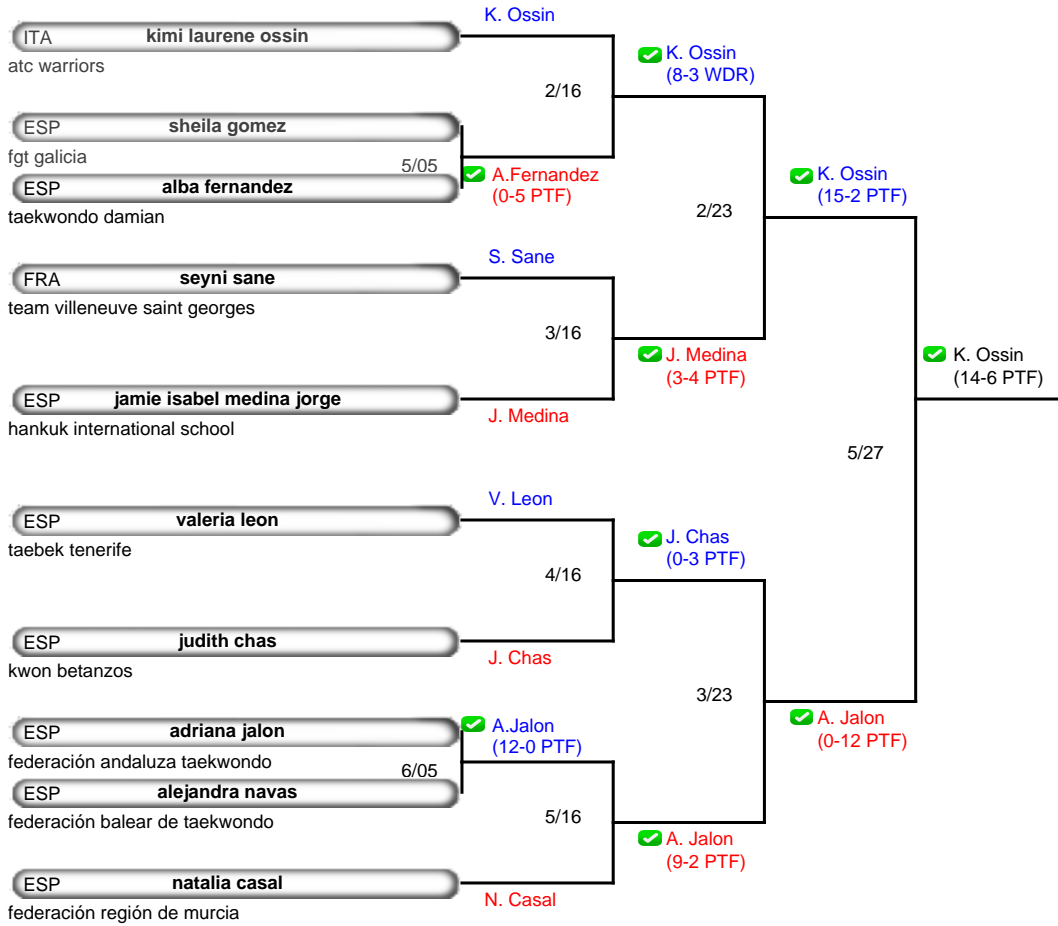 K. Ossin
ITA kimi laurene ossin
atc warriors
K. Ossin
(8-3 WDR)
2/16
ESP sheila gomez
fgt galicia
5/05
A.Fernandez
(0-5 PTF)
ESP alba fernandez
taekwondo damian
K. Ossin
(15-2 PTF)
2/23
S. Sane
FRA seyni sane
team villeneuve saint georges
3/16
J. Medina
(3-4 PTF)
K. Ossin
(14-6 PTF)
ESP jamie isabel medina jorge
hankuk international school
J. Medina
5/27
V. Leon
ESP valeria leon
taebek tenerife
J. Chas
(0-3 PTF)
4/16
ESP judith chas
kwon betanzos
J. Chas
3/23
ESP adriana jalon
federación andaluza taekwondo
A.Jalon
(12-0 PTF)
A. Jalon
(0-12 PTF)
6/05
ESP alejandra navas
federación balear de taekwondo
5/16
A. Jalon
(9-2 PTF)
ESP natalia casal
federación región de murcia
N. Casal